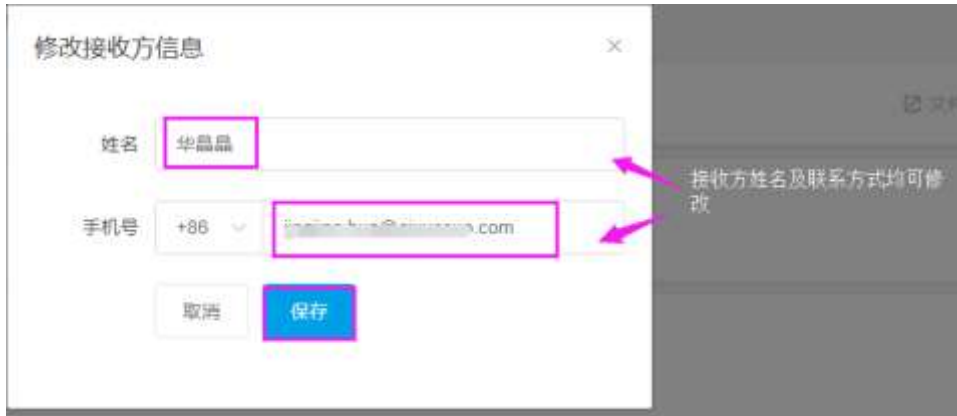 修改接收方信息
×
姓名 华晶晶
手机号 +86 .com
取消 保存
接收方姓名及联系方式均可修
改